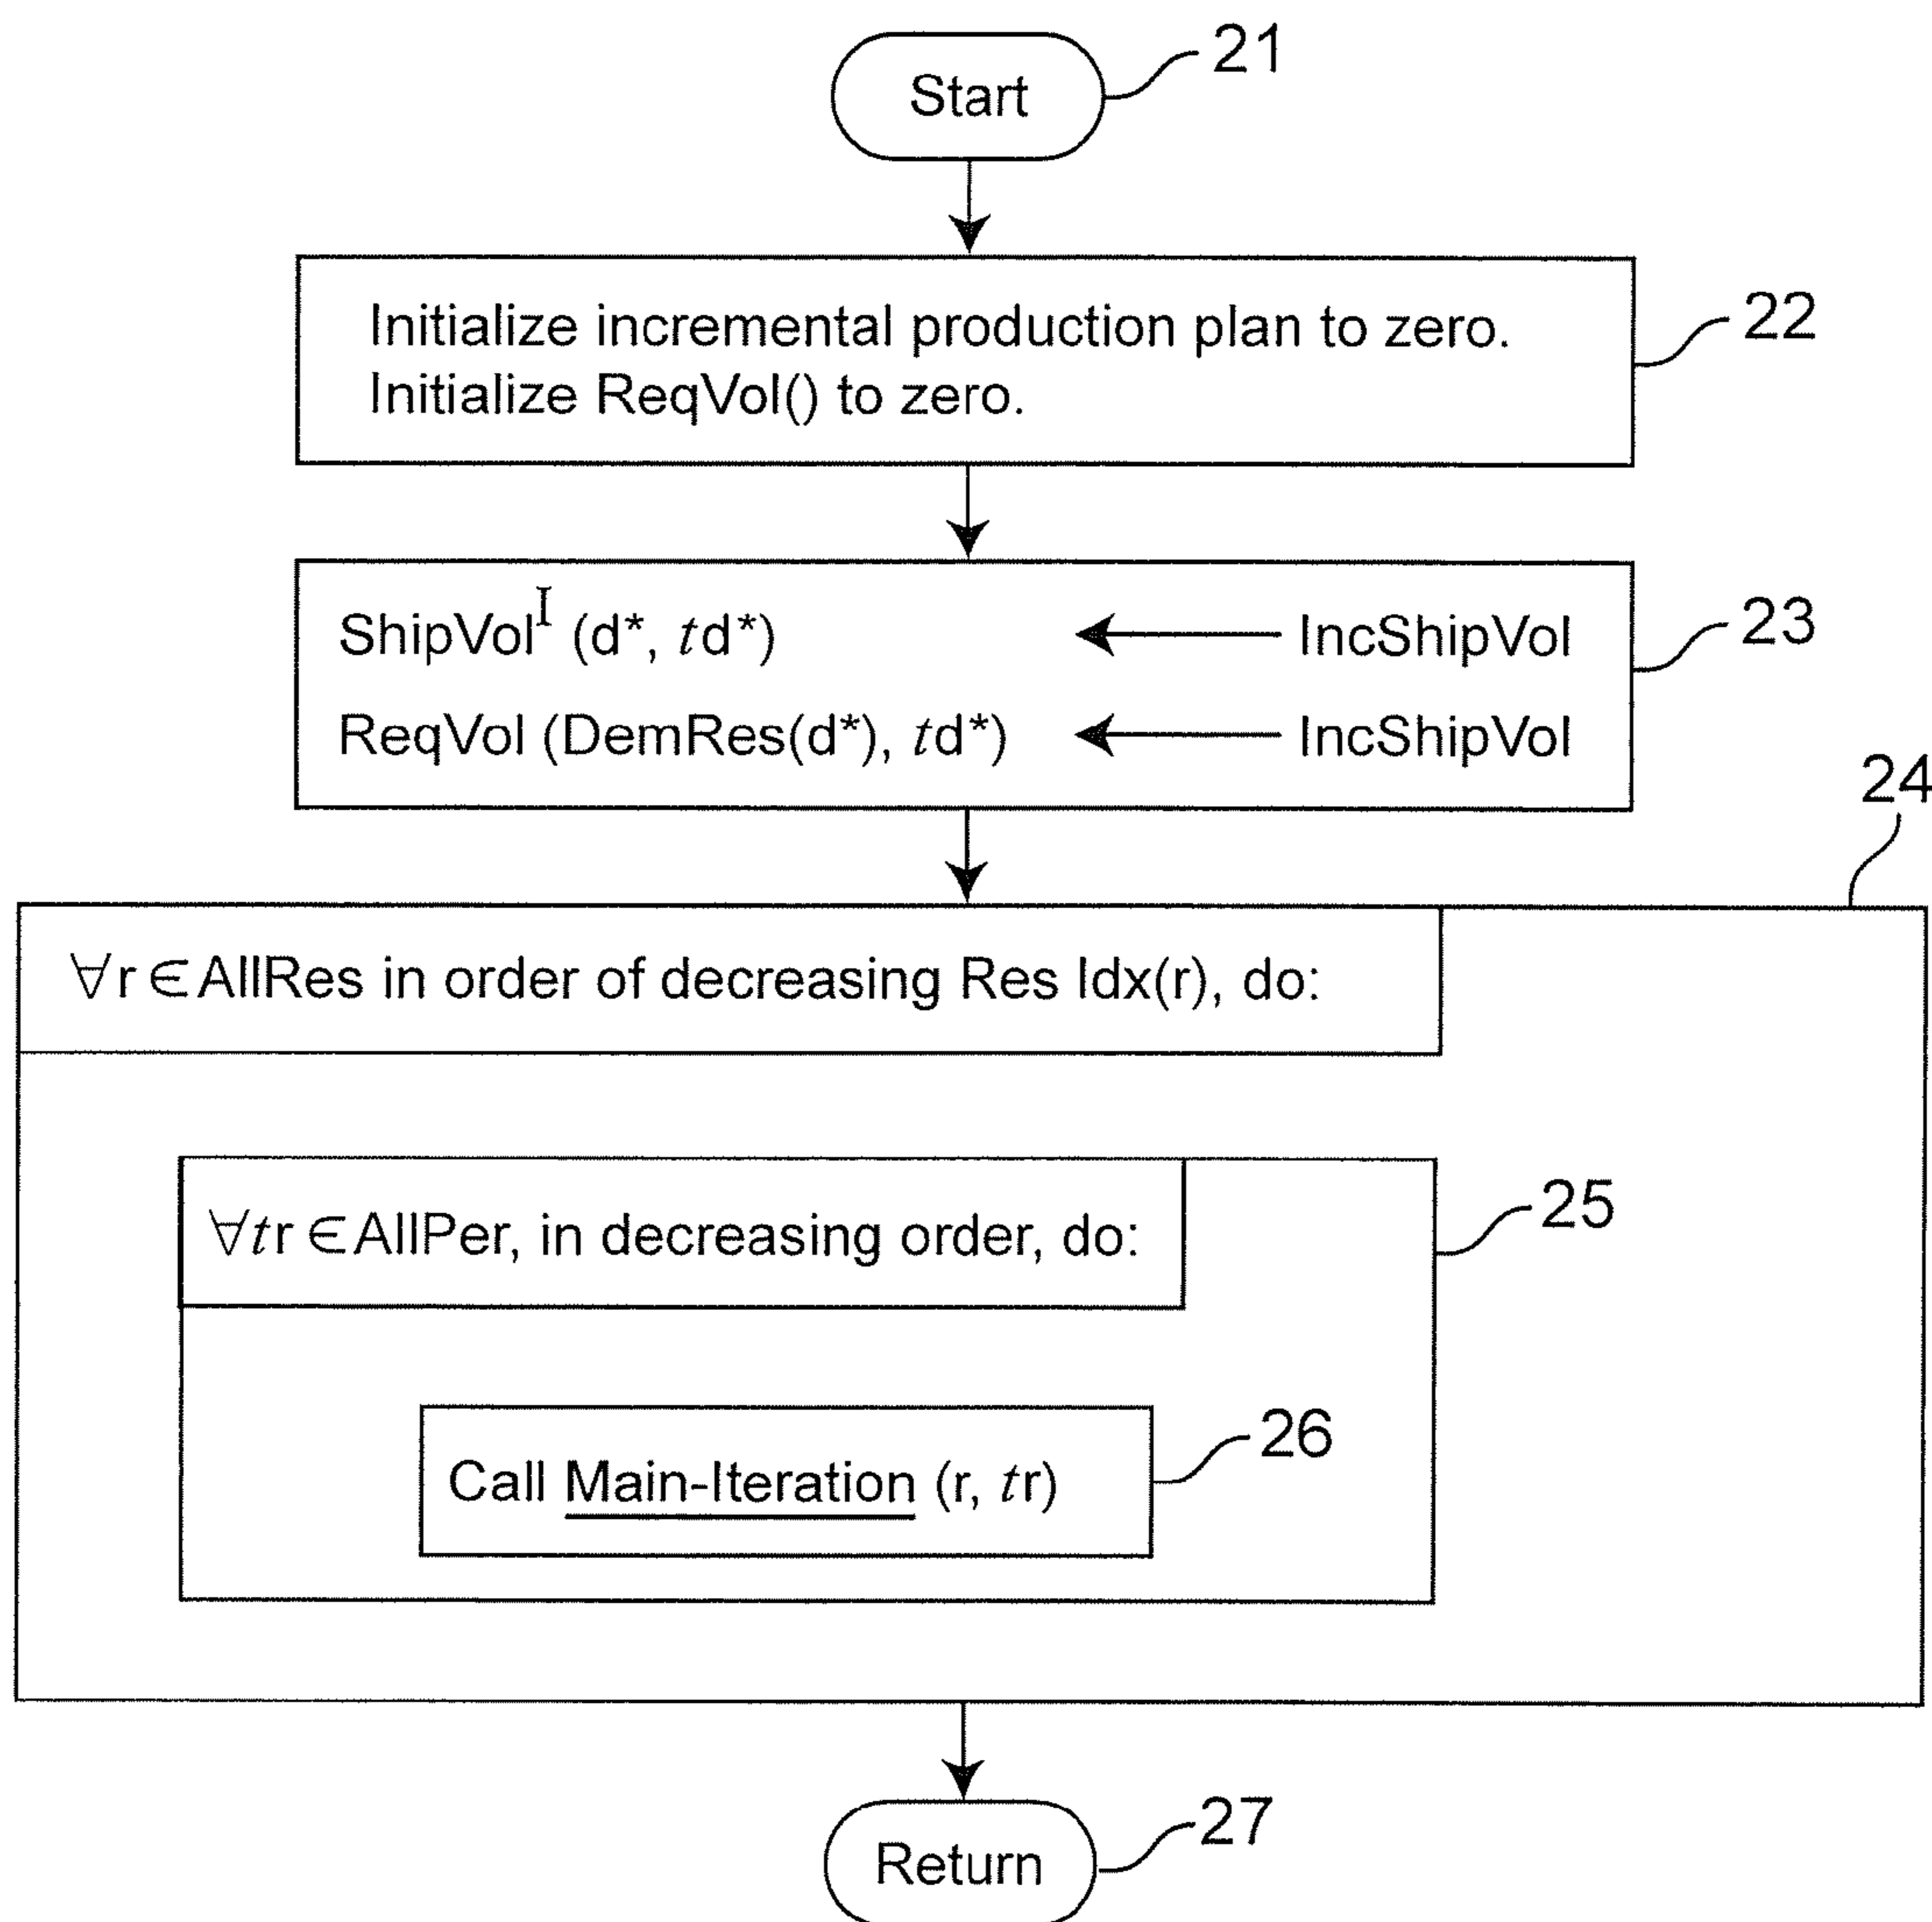 Start
21
Initialize incremental production plan to zero.
Initialize ReqVol() to zero.
22
ShipVol^I (d*, td*) ← IncShipVol
ReqVol (DemRes(d*), td*) ← IncShipVol
23
24
∀r ∈ AllRes in order of decreasing Res Idx(r), do:
∀tr ∈ AllPer, in decreasing order, do:
25
Call Main-Iteration (r, tr)
26
Return
27